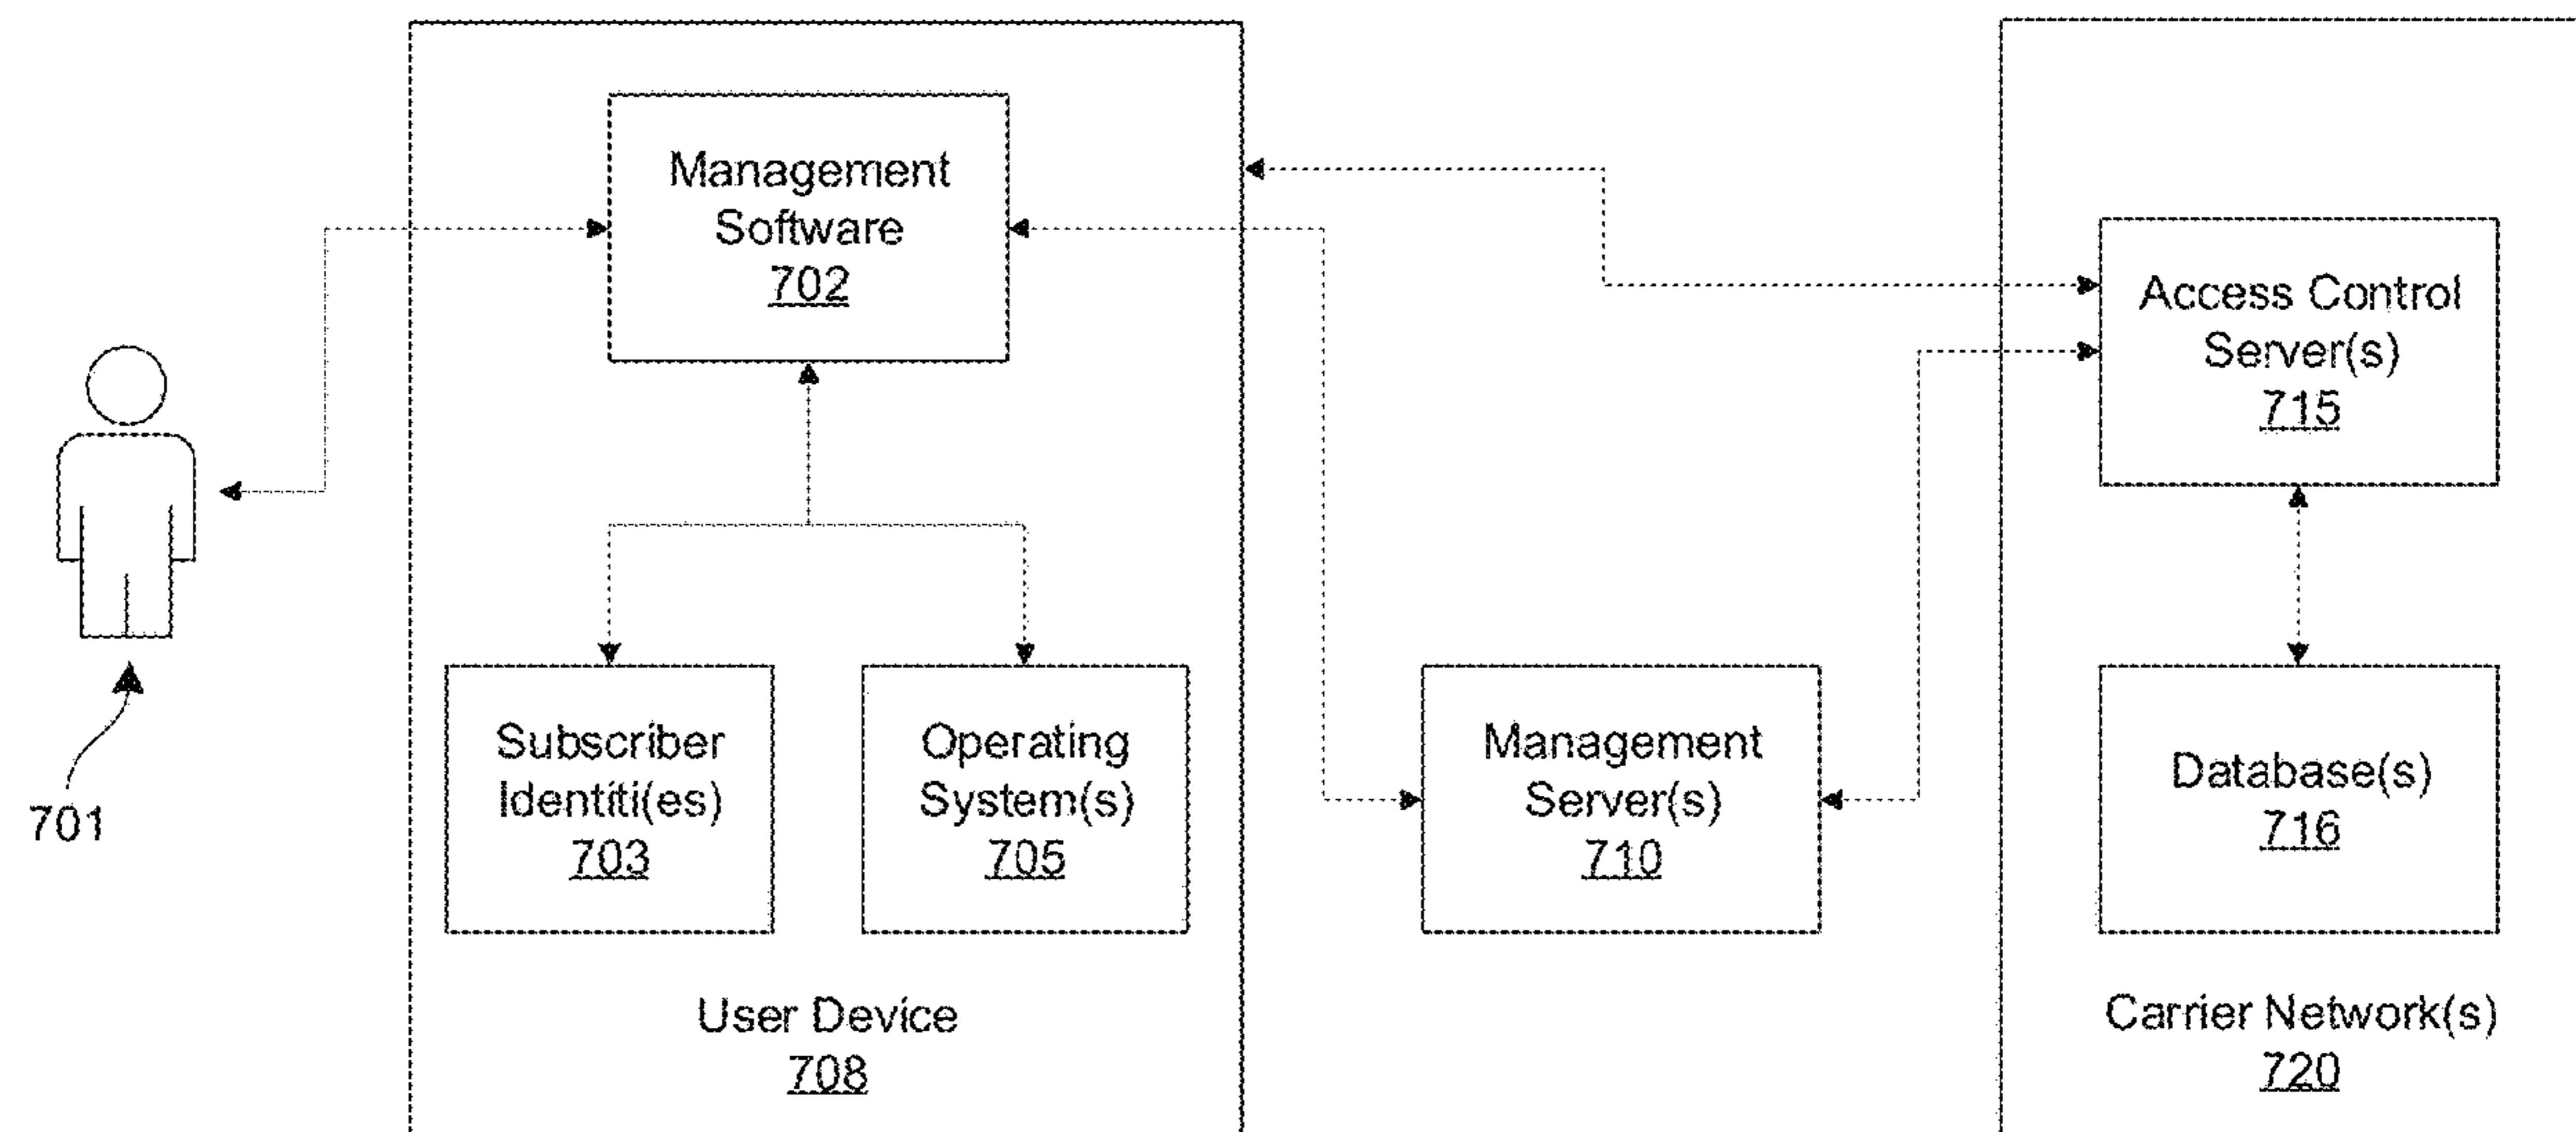 Management
Software
702
701
Subscriber
Identiti(es)
703
Operating
System(s)
705
User Device
708
Management
Server(s)
710
Access Control
Server(s)
715
Database(s)
716
Carrier Network(s)
720